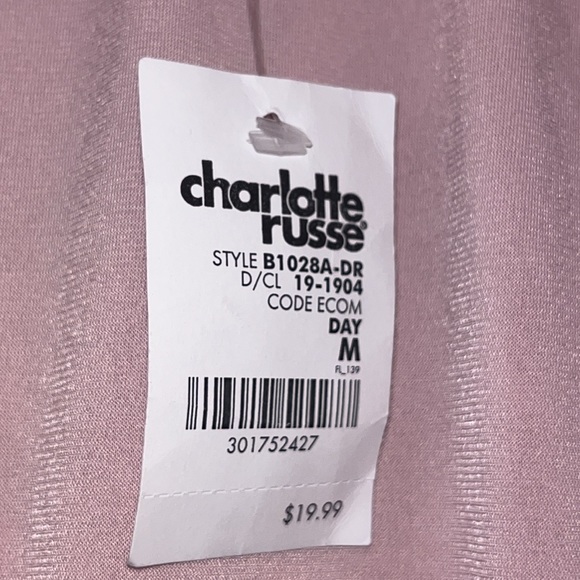 charlotte
russe®
STYLE B1028A-DR
D/CL 19-1904
CODE ECOM
DAY
M
FL_139
301752427
$19.99